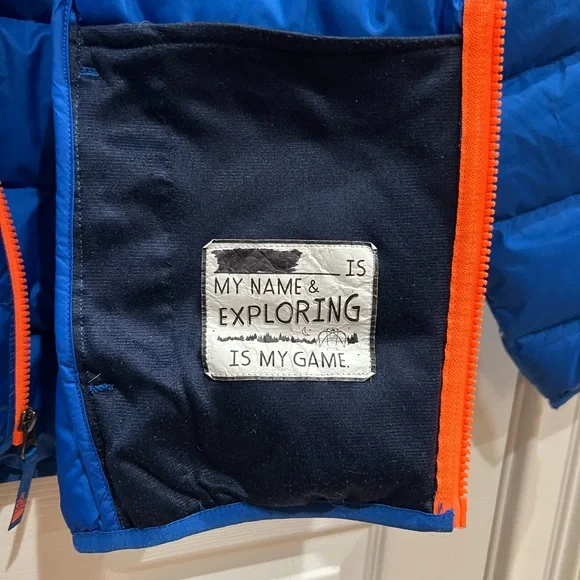 IS
MY NAME &
EXPLORING
IS MY GAME.